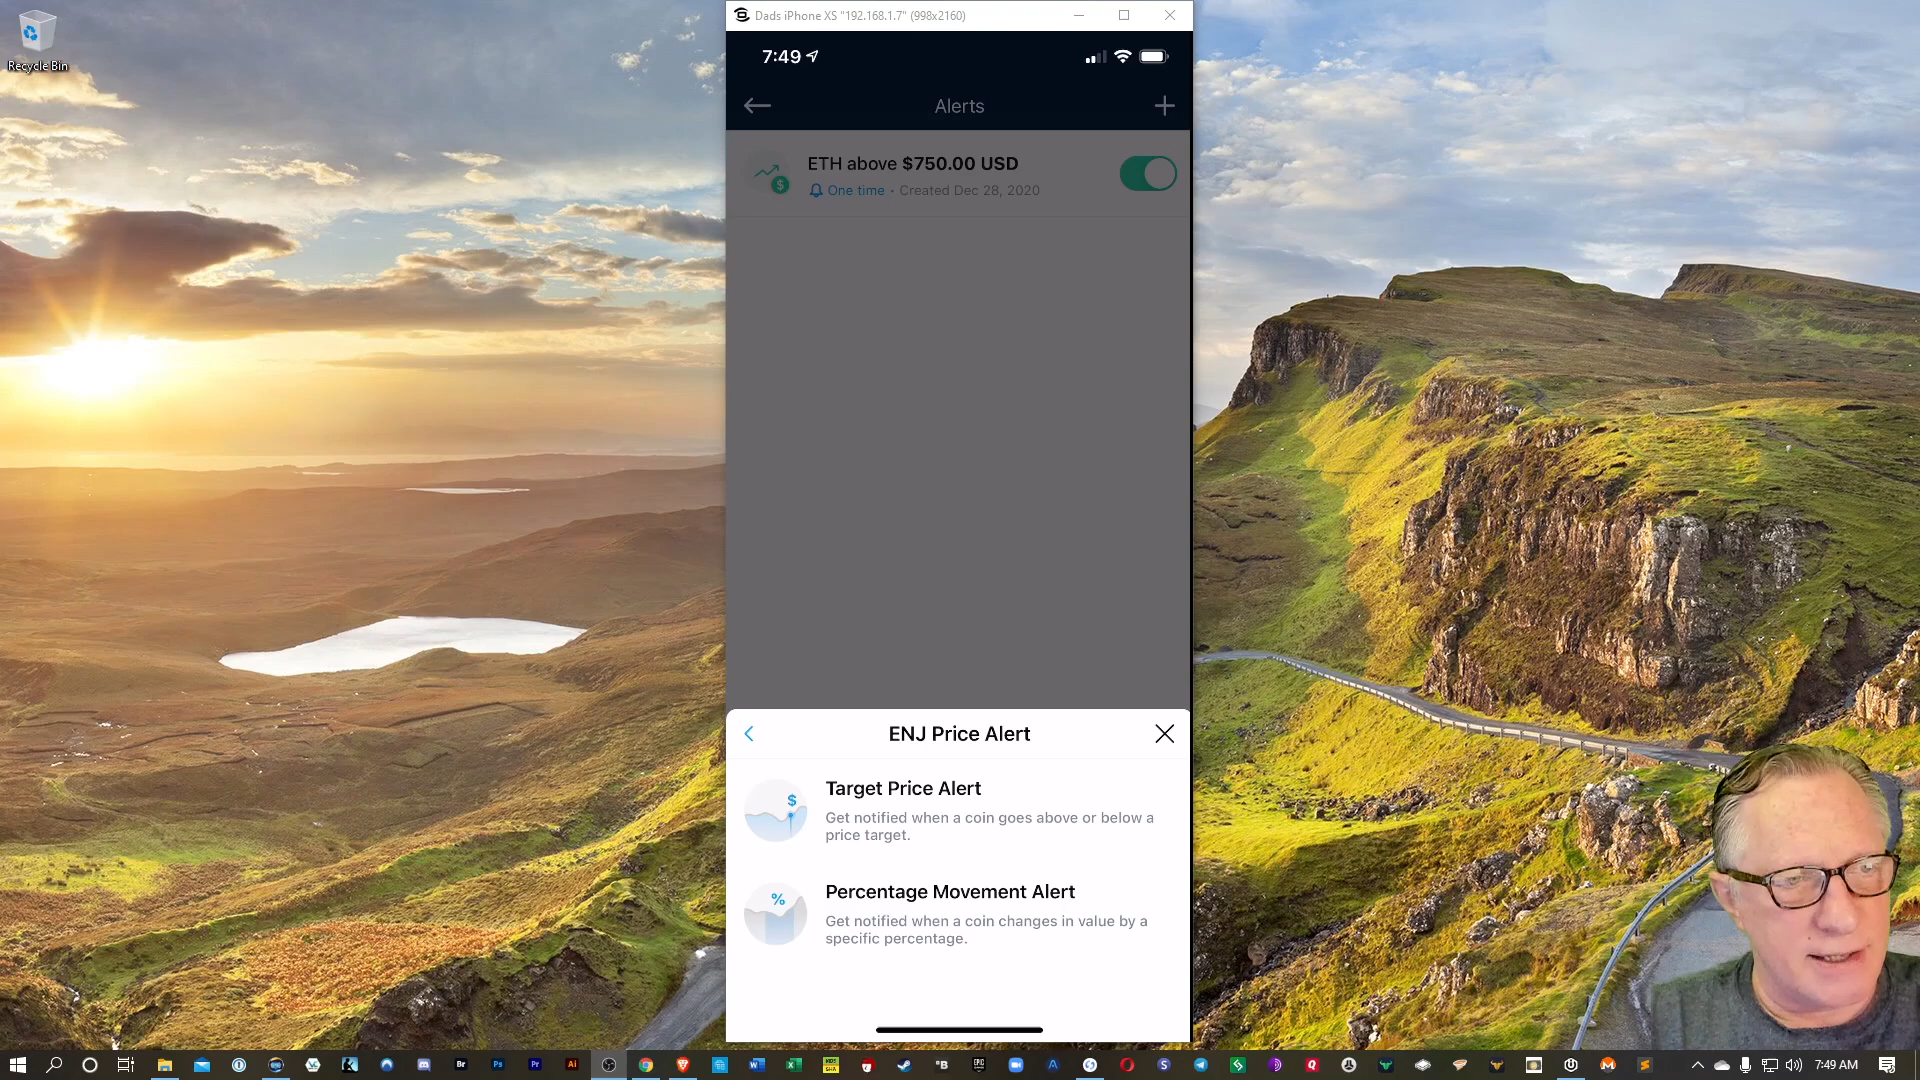 Recycle Bin
Dads iPhone XS "192.168.1.7" (998x2160)
7:49
Alerts
ETH above $750.00 USD
One time · Created Dec 28, 2020
ENJ Price Alert
Target Price Alert
Get notified when a coin goes above or below a
price target.
Percentage Movement Alert
Get notified when a coin changes in value by a
specific percentage.
7:49 AM